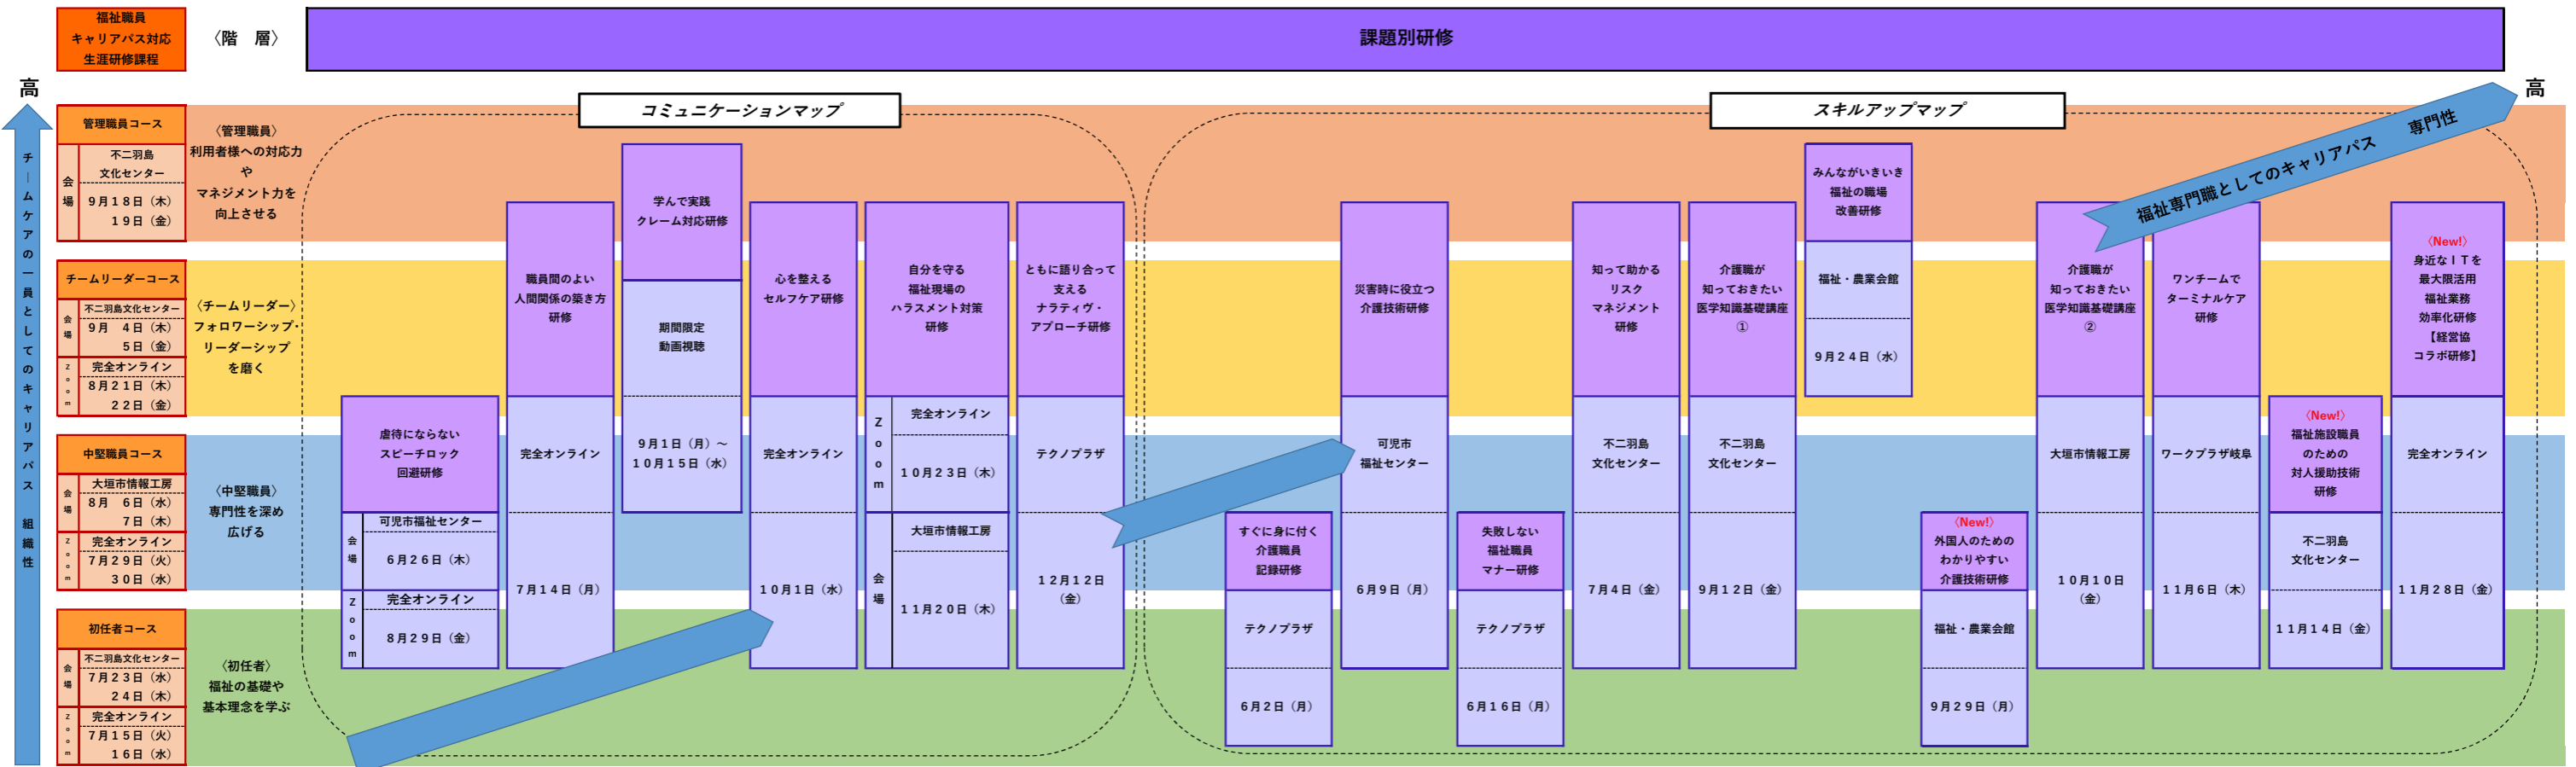 福祉職員
キャリアパス対応
生涯研修課程
〈階　層〉
課題別研修
高
チームケアの一員としてのキャリアパス　組織性
管理職員コース
会場
不二羽島
文化センター
９月１８日（木）
１９日（金）
〈管理職員〉
利用者様への対応力
や
マネジメント力を
向上させる
チームリーダーコース
会場
不二羽島文化センター
９月　４日（木）
５日（金）
Ｚｏｏｍ
完全オンライン
８月２１日（木）
２２日（金）
〈チームリーダー〉
フォロワーシップ・
リーダーシップ
を磨く
中堅職員コース
会場
大垣市情報工房
８月　６日（水）
７日（木）
Ｚｏｏｍ
完全オンライン
７月２９日（火）
３０日（水）
〈中堅職員〉
専門性を深め
広げる
初任者コース
会場
不二羽島文化センター
７月２３日（水）
２４日（木）
Ｚｏｏｍ
完全オンライン
７月１５日（火）
１６日（水）
〈初任者〉
福祉の基礎や
基本理念を学ぶ
コミュニケーションマップ
虐待にならない
スピーチロック
回避研修
会場
可児市福祉センター
６月２６日（木）
Ｚｏｏｍ
完全オンライン
８月２９日（金）
職員間のよい
人間関係の築き方
研修
完全オンライン
７月１４日（月）
学んで実践
クレーム対応研修
期間限定
動画視聴
９月１日（月）～
１０月１５日（水）
心を整える
セルフケア研修
完全オンライン
１０月１日（水）
自分を守る
福祉現場の
ハラスメント対策
研修
Ｚｏｏｍ
完全オンライン
１０月２３日（木）
会場
大垣市情報工房
１１月２０日（木）
ともに語り合って
支える
ナラティヴ・
アプローチ研修
テクノプラザ
１２月１２日
（金）
スキルアップマップ
すぐに身に付く
介護職員
記録研修
テクノプラザ
６月２日（月）
災害時に役立つ
介護技術研修
可児市
福祉センター
６月９日（月）
失敗しない
福祉職員
マナー研修
テクノプラザ
６月１６日（月）
知って助かる
リスク
マネジメント
研修
不二羽島
文化センター
７月４日（金）
介護職が
知っておきたい
医学知識基礎講座
①
不二羽島
文化センター
９月１２日（金）
みんながいきいき
福祉の職場
改善研修
福祉・農業会館
９月２４日（水）
〈New!〉
外国人のための
わかりやすい
介護技術研修
福祉・農業会館
９月２９日（月）
介護職が
知っておきたい
医学知識基礎講座
②
大垣市情報工房
１０月１０日
（金）
ワンチームで
ターミナルケア
研修
ワークプラザ岐阜
１１月６日（木）
〈New!〉
福祉施設職員
のための
対人援助技術
研修
不二羽島
文化センター
１１月１４日（金）
〈New!〉
身近なＩＴを
最大限活用
福祉業務
効率化研修
【経営協
コラボ研修】
完全オンライン
１１月２８日（金）
福祉専門職としてのキャリアパス　専門性
高